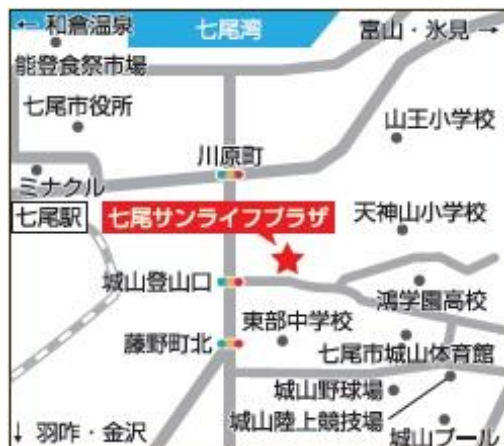 ← 和倉温泉
七尾湾
富山・氷見 →
能登食祭市場
七尾市役所
山王小学校
川原町
ミナクル
七尾駅
七尾サンライフプラザ
天神山小学校
城山登山口
鴻学園高校
東部中学校
藤野町北
七尾市城山体育館
城山野球場
城山陸上競技場
↓ 羽咋・金沢
城山プール